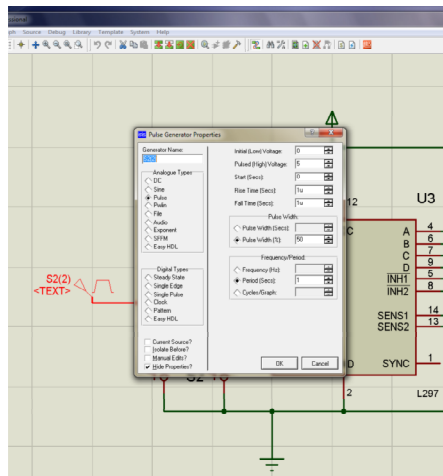 Source Debug Library Template System Help
Pulse Generator Properties
Generator Name:
Analogue Types
DC
Sine
Pulse
Pwlin
File
Audio
Exponent
SFFM
Easy HDL
Digital Types
Steady State
Single Edge
Single Pulse
Clock
Pattern
Easy HDL
Current Source?
Isolate Before?
Manual Edits?
Hide Properties?
Initial (Low) Voltage: 0
Pulsed (High) Voltage: 5
Start (Secs): 0
Rise Time (Secs): 1u
Fall Time (Secs): 1u
Pulse Width:
Pulse Width (Secs):
Pulse Width (%): 50
Frequency/Period:
Frequency (Hz):
Period (Secs): 1
Cycles/Graph:
OK Cancel
S2(2)
<TEXT>
12
U3
A 4
B 6
C 7
D 9
INH1 5
INH2 8
SENS1 14
SENS2 13
SYNC 1
2
L297